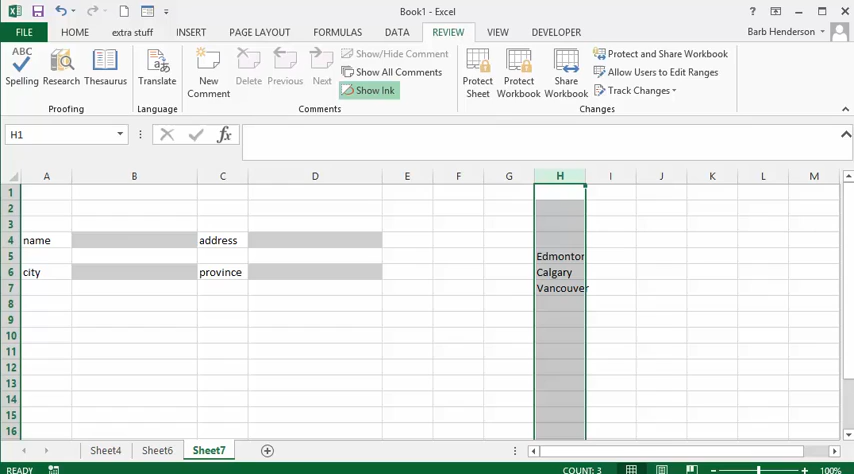 Book1 - Excel
FILE HOME extra stuff INSERT PAGE LAYOUT FORMULAS DATA REVIEW VIEW DEVELOPER Barb Henderson
ABC
Spelling Research Thesaurus
Proofing
Translate
Language
New Comment Delete Previous Next
Show/Hide Comment
Show All Comments
Show Ink
Comments
Protect Sheet Protect Workbook Share Workbook
Protect and Share Workbook
Allow Users to Edit Ranges
Track Changes
Changes
H1 fx
A B C D E F G H I J K L M
1
2
3
4 name address
5 Edmonton
6 city province Calgary
7 Vancouver
8
9
10
11
12
13
14
15
16
Sheet4 Sheet6 Sheet7
READY COUNT: 3 100%